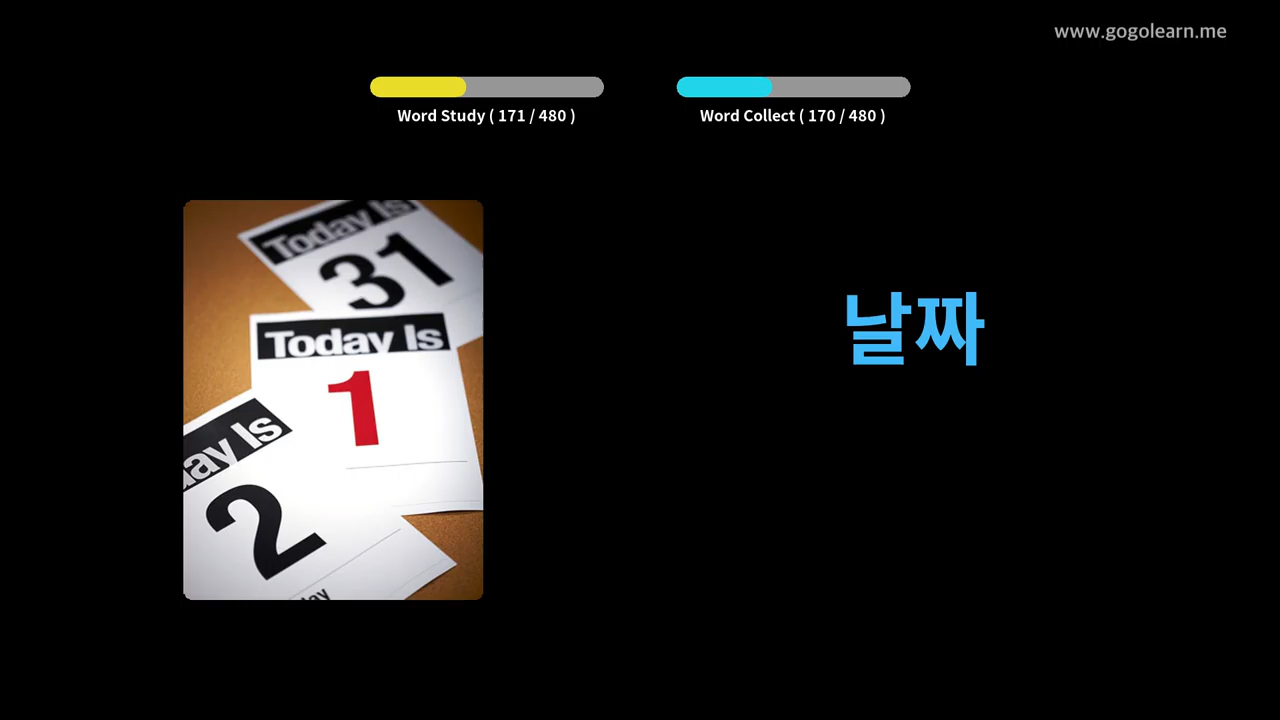 www.gogolearn.me
Word Study ( 171 / 480 )
Word Collect ( 170 / 480 )
Today Is
31
Today Is
1
ay Is
2
ay
날짜